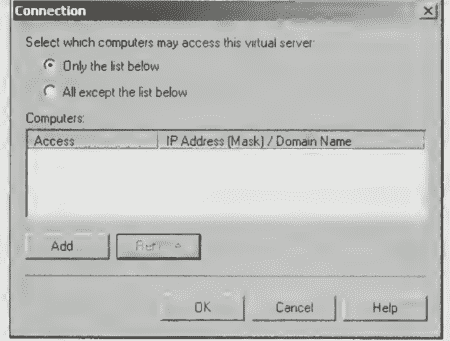 Connection
Select which computers may access this virtual server:
Only the list below
All except the list below
Computers:
Access IP Address (Mask) / Domain Name
Add...
OK Cancel Help